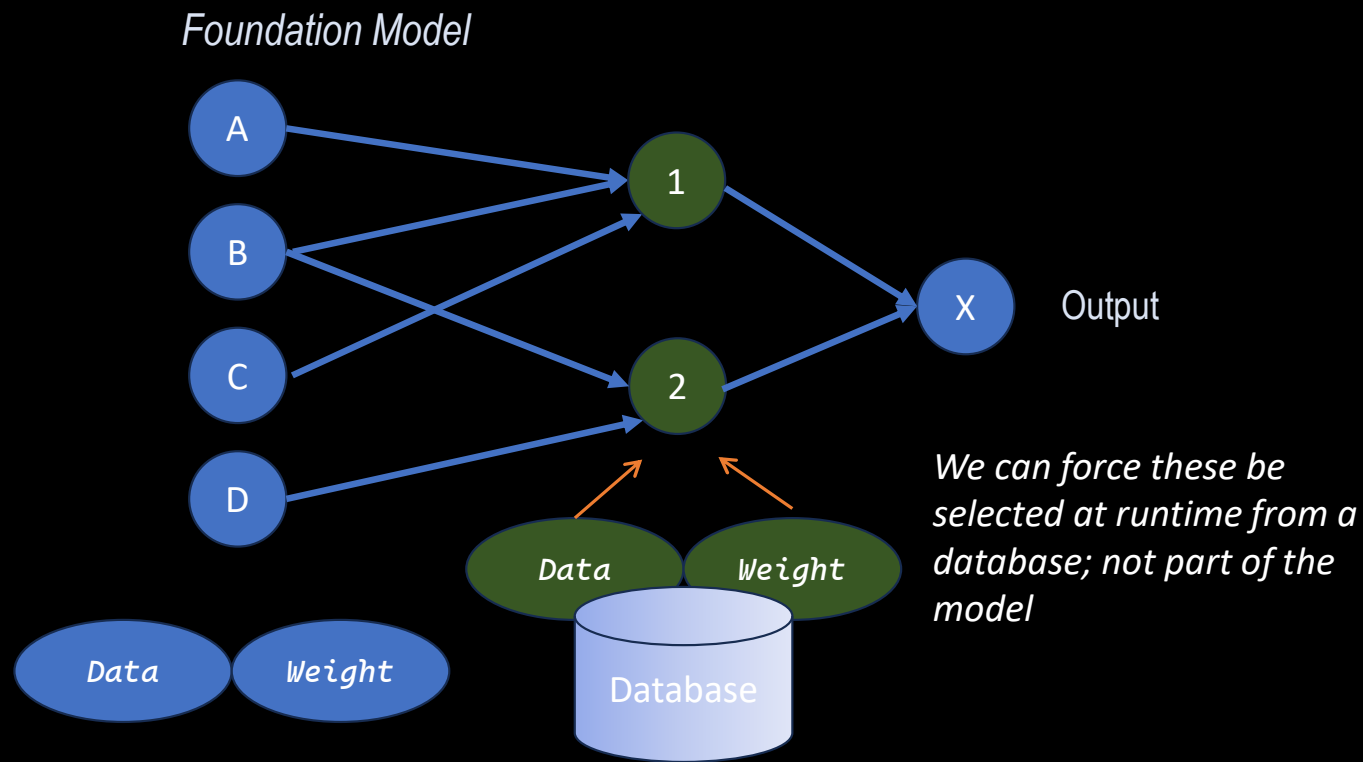 Foundation Model
A
B
C
D
1
2
X
Output
We can force these be
selected at runtime from a
database; not part of the
model
Data
Weight
Database
Data
Weight